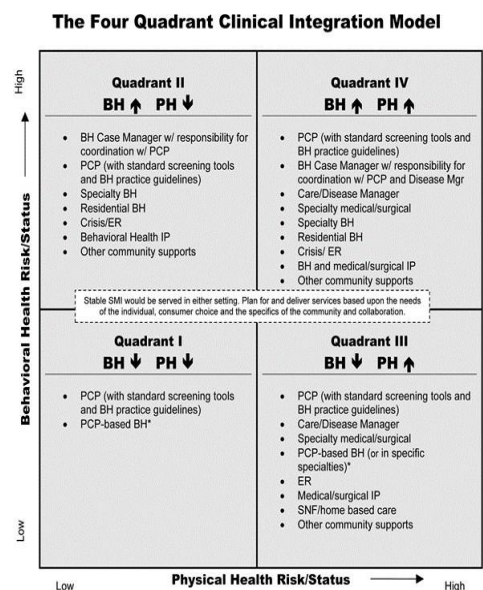 The Four Quadrant Clinical Integration Model
High
Behavioral Health Risk/Status
Low
Quadrant II
BH PH
• BH Case Manager w/ responsibility for
coordination w/ PCP
• PCP (with standard screening tools
and BH practice guidelines)
• Specialty BH
• Residential BH
• Crisis/ER
• Behavioral Health IP
• Other community supports
Quadrant IV
BH PH
• PCP (with standard screening tools and
BH practice guidelines)
• BH Case Manager w/ responsibility for
coordination w/ PCP and Disease Mgr
• Care/Disease Manager
• Specialty medical/surgical
• Specialty BH
• Residential BH
• Crisis/ ER
• BH and medical/surgical IP
• Other community supports
Stable SMI would be served in either setting. Plan for and deliver services based upon the needs
of the individual, consumer choice and the specifics of the community and collaboration.
Quadrant I
BH PH
• PCP (with standard screening tools
and BH practice guidelines)
• PCP-based BH*
Quadrant III
BH PH
• PCP (with standard screening tools and
BH practice guidelines)
• Care/Disease Manager
• Specialty medical/surgical
• PCP-based BH (or in specific
specialties)*
• ER
• Medical/surgical IP
• SNF/home based care
• Other community supports
Low
Physical Health Risk/Status
High